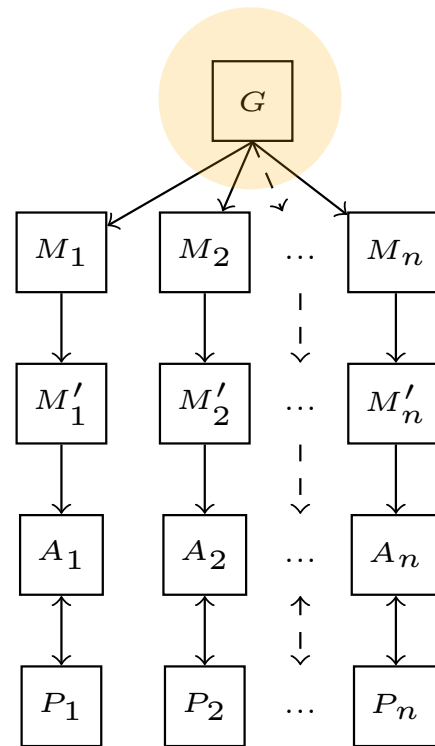 G
M₁ M₂ ... Mₙ
M′₁ M′₂ ... M′ₙ
A₁ A₂ ... Aₙ
P₁ P₂ ... Pₙ